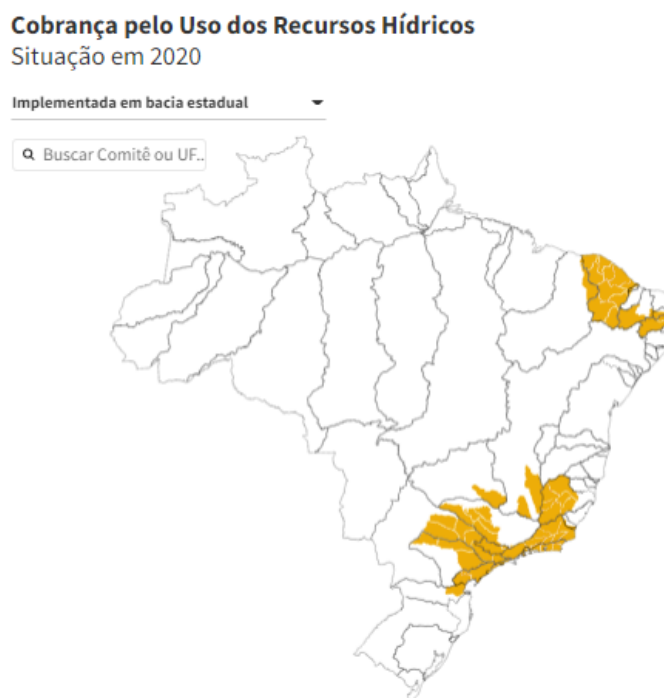 Cobrança pelo Uso dos Recursos Hídricos
Situação em 2020
Implementada em bacia estadual
Buscar Comitê ou UF..